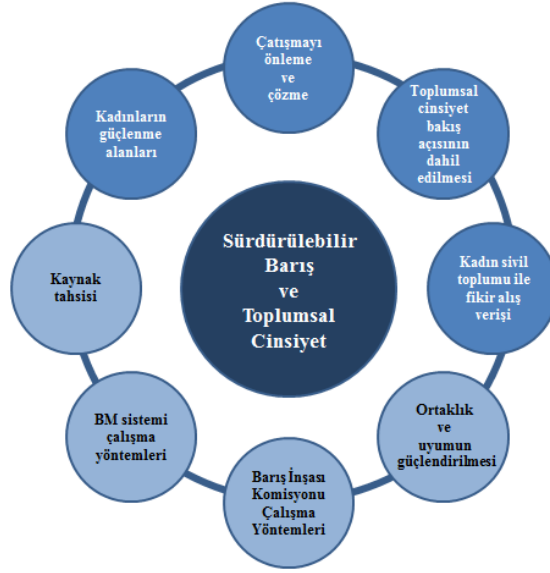 Çatışmayı
önleme
ve
çözme
Toplumsal
cinsiyet
bakış
açısının
dahil
edilmesi
Kadın sivil
toplumu ile
fikir alış
verişi
Ortaklık
ve
uyumun
güçlendirilmesi
Barış İnşası
Komisyonu
Çalışma
Yöntemleri
BM sistemi
çalışma
yöntemleri
Kaynak
tahsisi
Kadınların
güçlenme
alanları
Sürdürülebilir
Barış
ve
Toplumsal
Cinsiyet